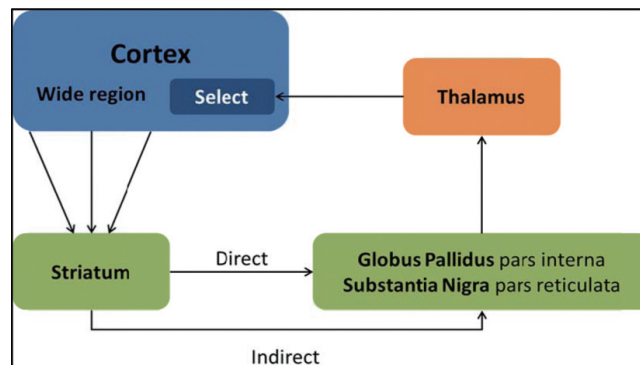 Cortex
Wide region
Select
Thalamus
Striatum
Direct
Globus Pallidus pars interna
Substantia Nigra pars reticulata
Indirect